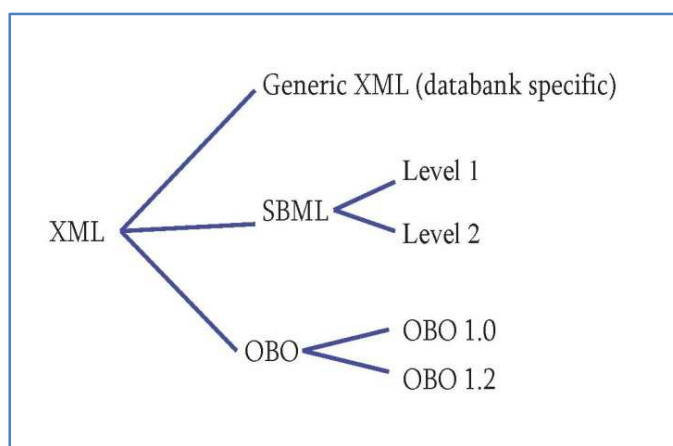 Generic XML (databank specific)
Level 1
SBML
XML
Level 2
OBO 1.0
OBO
OBO 1.2